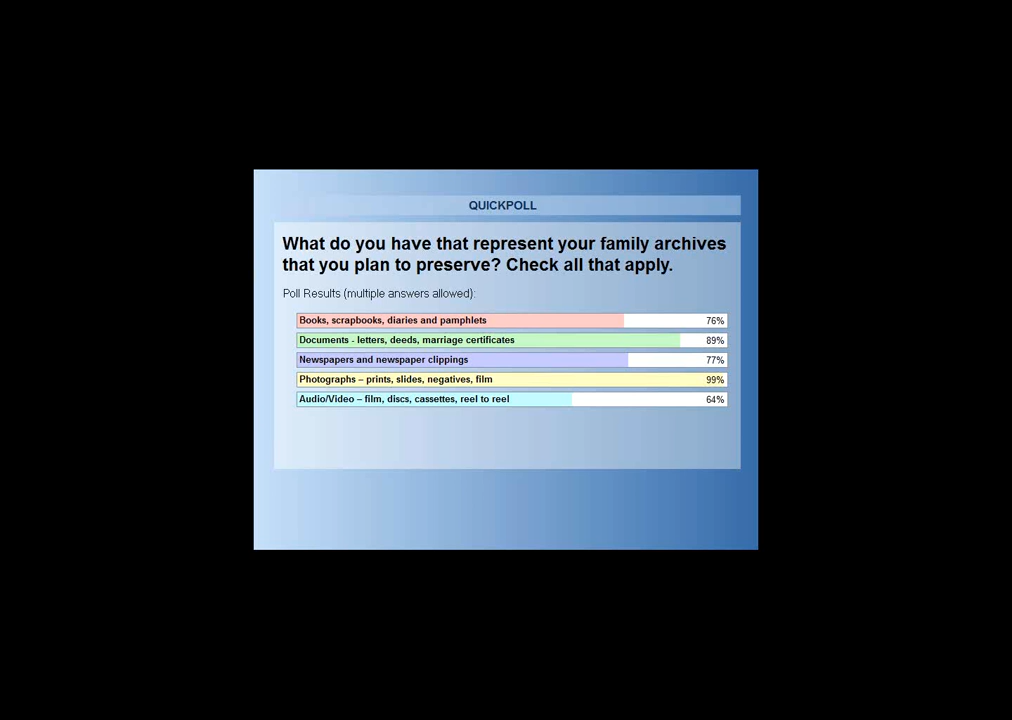 QUICKPOLL
What do you have that represent your family archives
that you plan to preserve? Check all that apply.
Poll Results (multiple answers allowed):
Books, scrapbooks, diaries and pamphlets 76%
Documents - letters, deeds, marriage certificates 89%
Newspapers and newspaper clippings 77%
Photographs – prints, slides, negatives, film 99%
Audio/Video – film, discs, cassettes, reel to reel 64%